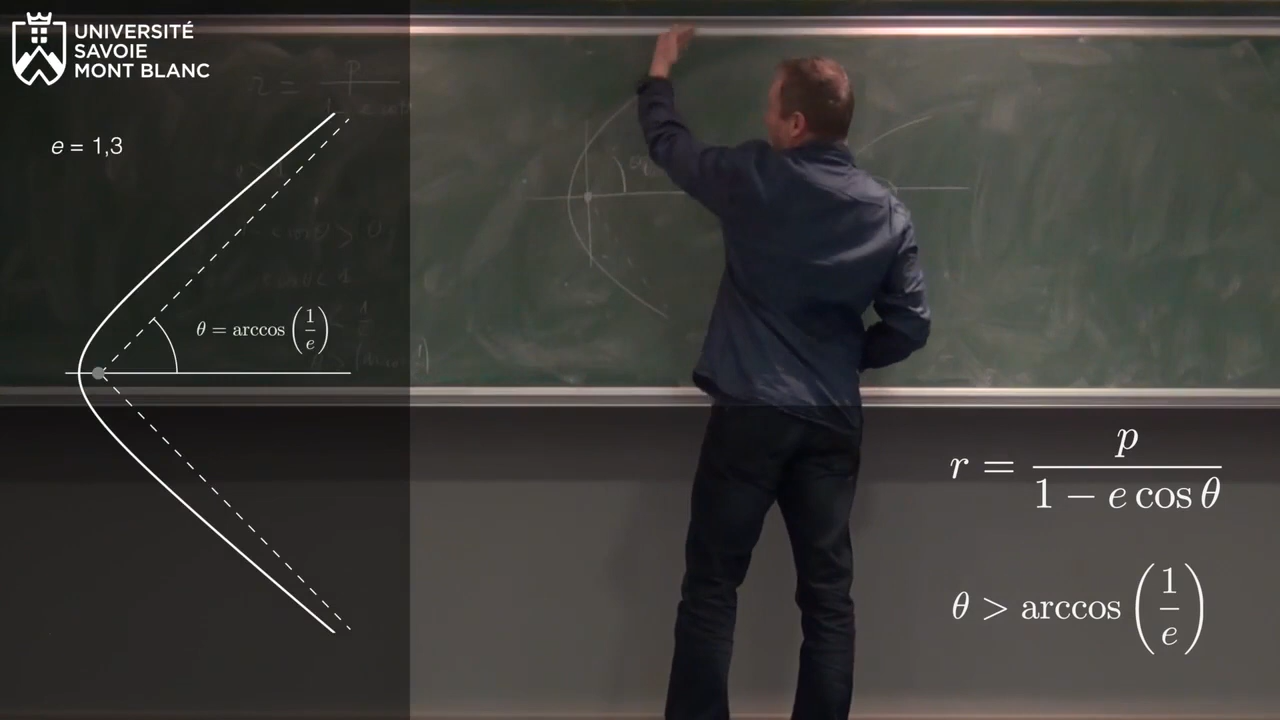 UNIVERSITÉ
SAVOIE
MONT BLANC
e = 1,3
θ = arccos (1/e)
r = p / (1 − e cos θ)
θ > arccos (1/e)